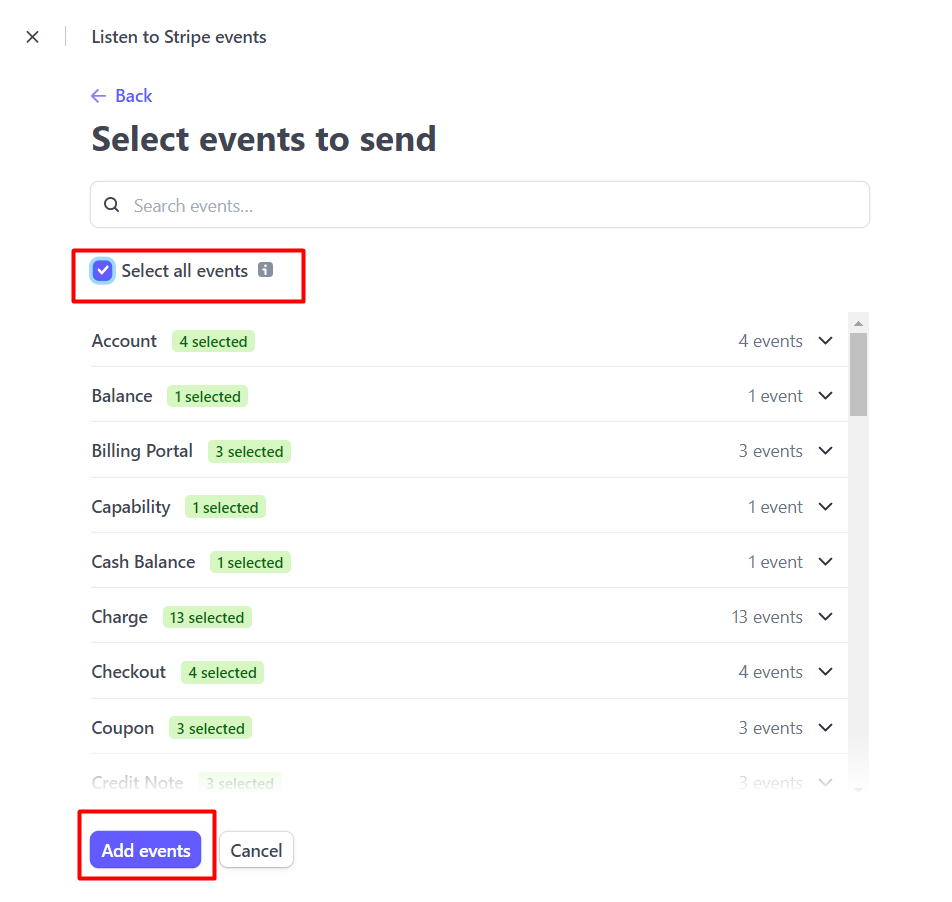 Listen to Stripe events
Back
Select events to send
Search events...
Select all events
Account 4 selected 4 events
Balance 1 selected 1 event
Billing Portal 3 selected 3 events
Capability 1 selected 1 event
Cash Balance 1 selected 1 event
Charge 13 selected 13 events
Checkout 4 selected 4 events
Coupon 3 selected 3 events
Credit Note 3 selected 3 events
Add events Cancel